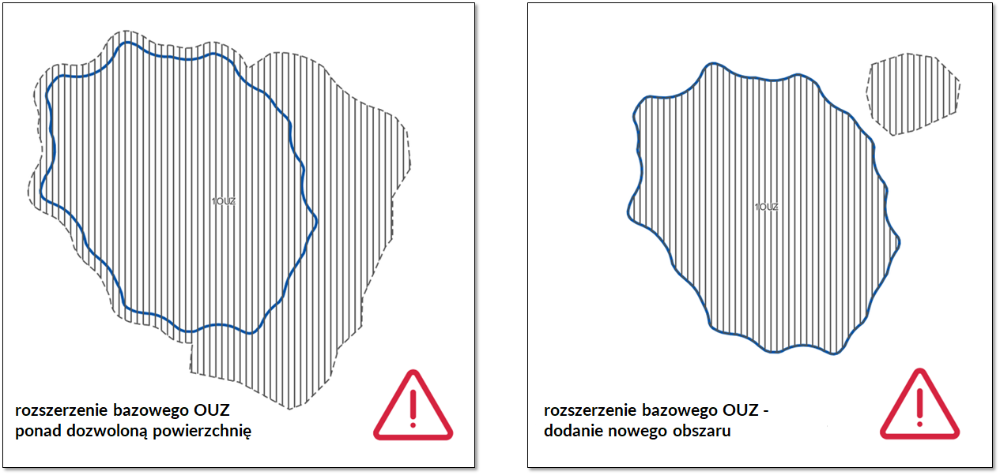 1OUZ
rozszerzenie bazowego OUZ
ponad dozwoloną powierzchnię
1OUZ
rozszerzenie bazowego OUZ -
dodanie nowego obszaru